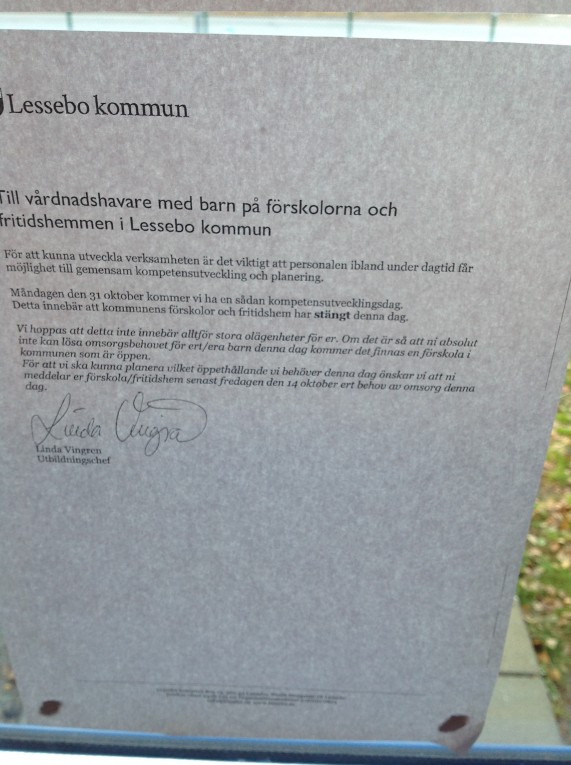 Lessebo kommun
Till vårdnadshavare med barn på förskolorna och
fritidshemmen i Lessebo kommun
För att kunna utveckla verksamheten är det viktigt att personalen ibland under dagtid får
möjlighet till gemensam kompetensutveckling och planering.
Måndagen den 31 oktober kommer vi ha en sådan kompetensutvecklingsdag.
Detta innebär att kommunens förskolor och fritidshem har stängt denna dag.
Vi hoppas att detta inte innebär alltför stora olägenheter för er. Om det är så att ni absolut
inte kan lösa omsorgsbehovet för ert/era barn denna dag kommer det finnas en förskola i
kommunen som är öppen.
För att vi ska kunna planera vilket öppethållande vi behöver denna dag önskar vi att ni
meddelar er förskola/fritidshem senast fredagen den 14 oktober ert behov av omsorg denna
dag.
Linda Vingren
Linda Vingren
Utbildningschef